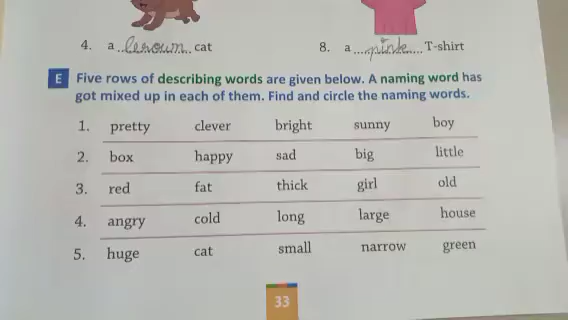 4. a ...brown... cat 8. a ...pink... T-shirt
E Five rows of describing words are given below. A naming word has
got mixed up in each of them. Find and circle the naming words.
1. pretty clever bright sunny boy
2. box happy sad big little
3. red fat thick girl old
4. angry cold long large house
5. huge cat small narrow green
33